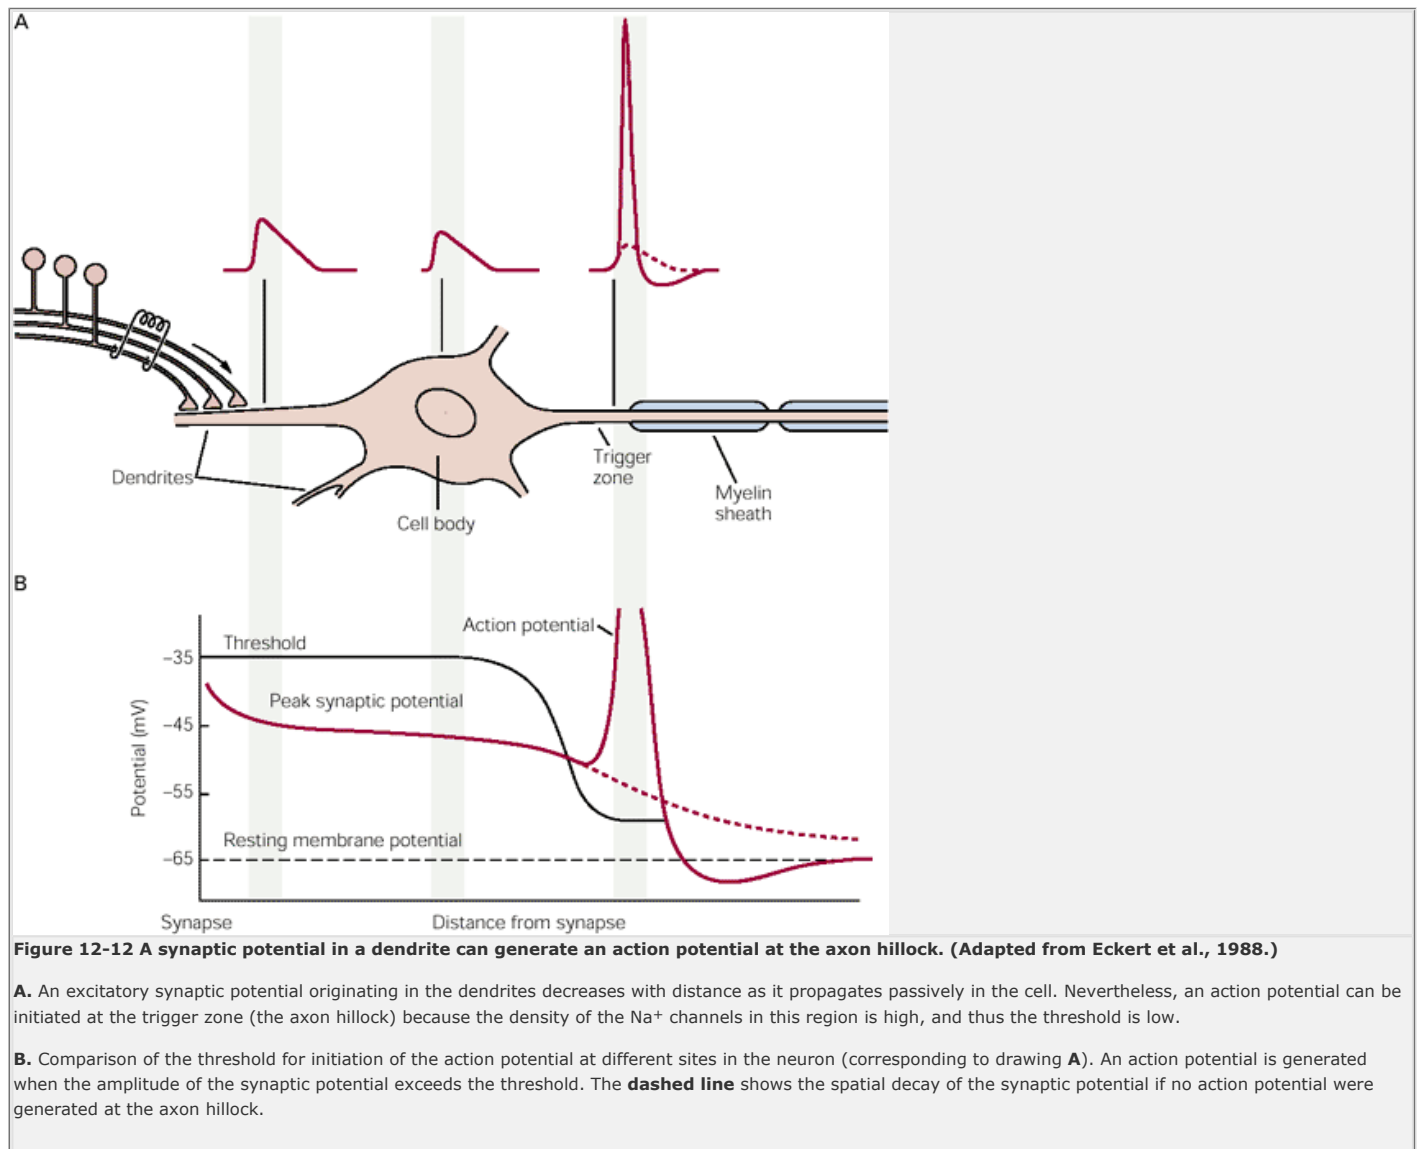 A
Dendrites
Cell body
Trigger
zone
Myelin
sheath
B
Action potential
Threshold
−35
Peak synaptic potential
−45
Potential (mV)
−55
Resting membrane potential
−65
Synapse
Distance from synapse
Figure 12-12 A synaptic potential in a dendrite can generate an action potential at the axon hillock. (Adapted from Eckert et al., 1988.)
A. An excitatory synaptic potential originating in the dendrites decreases with distance as it propagates passively in the cell. Nevertheless, an action potential can be
initiated at the trigger zone (the axon hillock) because the density of the Na+ channels in this region is high, and thus the threshold is low.
B. Comparison of the threshold for initiation of the action potential at different sites in the neuron (corresponding to drawing A). An action potential is generated
when the amplitude of the synaptic potential exceeds the threshold. The dashed line shows the spatial decay of the synaptic potential if no action potential were
generated at the axon hillock.